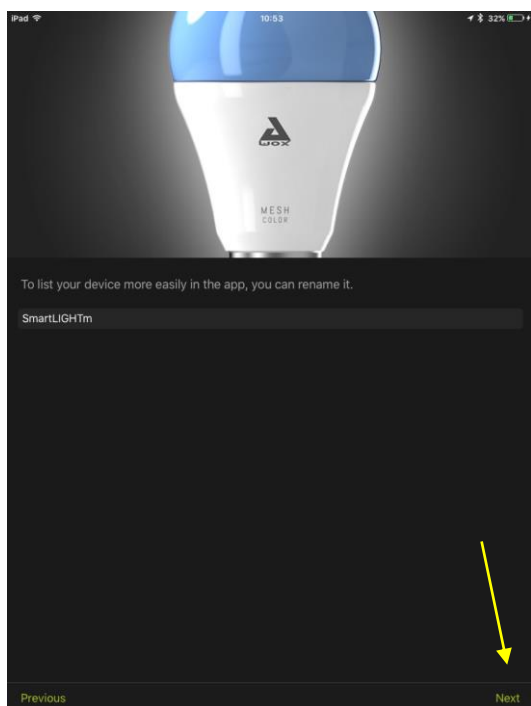 iPad 10:53 32%
AwoX
MESH
COLOR
To list your device more easily in the app, you can rename it.
SmartLIGHTm
Previous Next